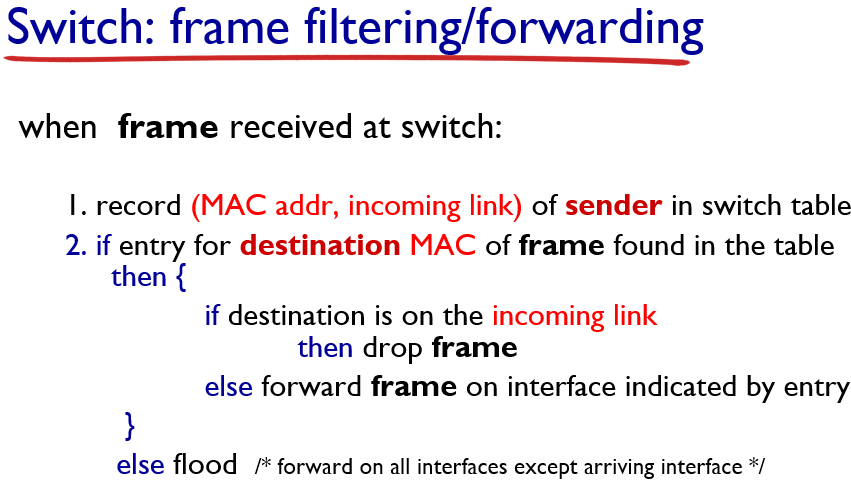 Switch: frame filtering/forwarding
when frame received at switch:
1. record (MAC addr, incoming link) of sender in switch table
2. if entry for destination MAC of frame found in the table
then {
if destination is on the incoming link
then drop frame
else forward frame on interface indicated by entry
}
else flood /* forward on all interfaces except arriving interface */